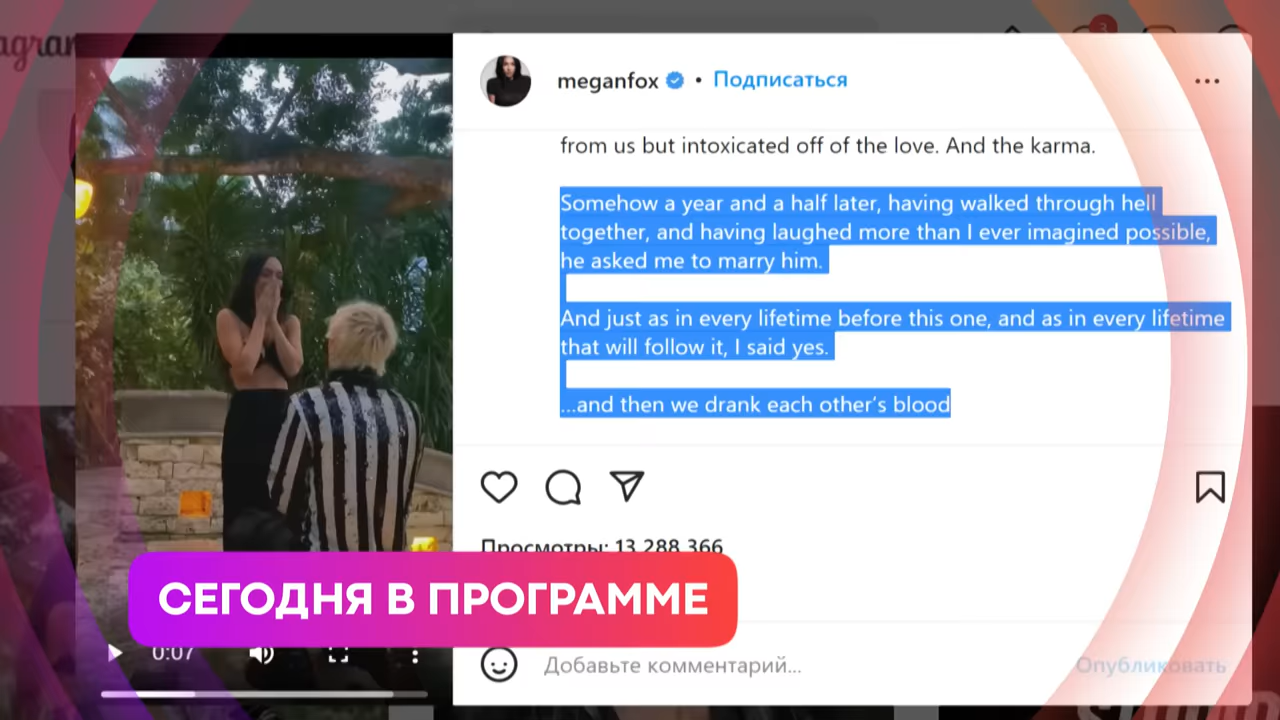 meganfox • Подписаться
from us but intoxicated off of the love. And the karma.
Somehow a year and a half later, having walked through hell
together, and having laughed more than I ever imagined possible,
he asked me to marry him.
And just as in every lifetime before this one, and as in every lifetime
that will follow it, I said yes.
...and then we drank each other's blood
Просмотры: 13 288 366
СЕГОДНЯ В ПРОГРАММЕ
0:07
Добавьте комментарий...
Опубликовать
3